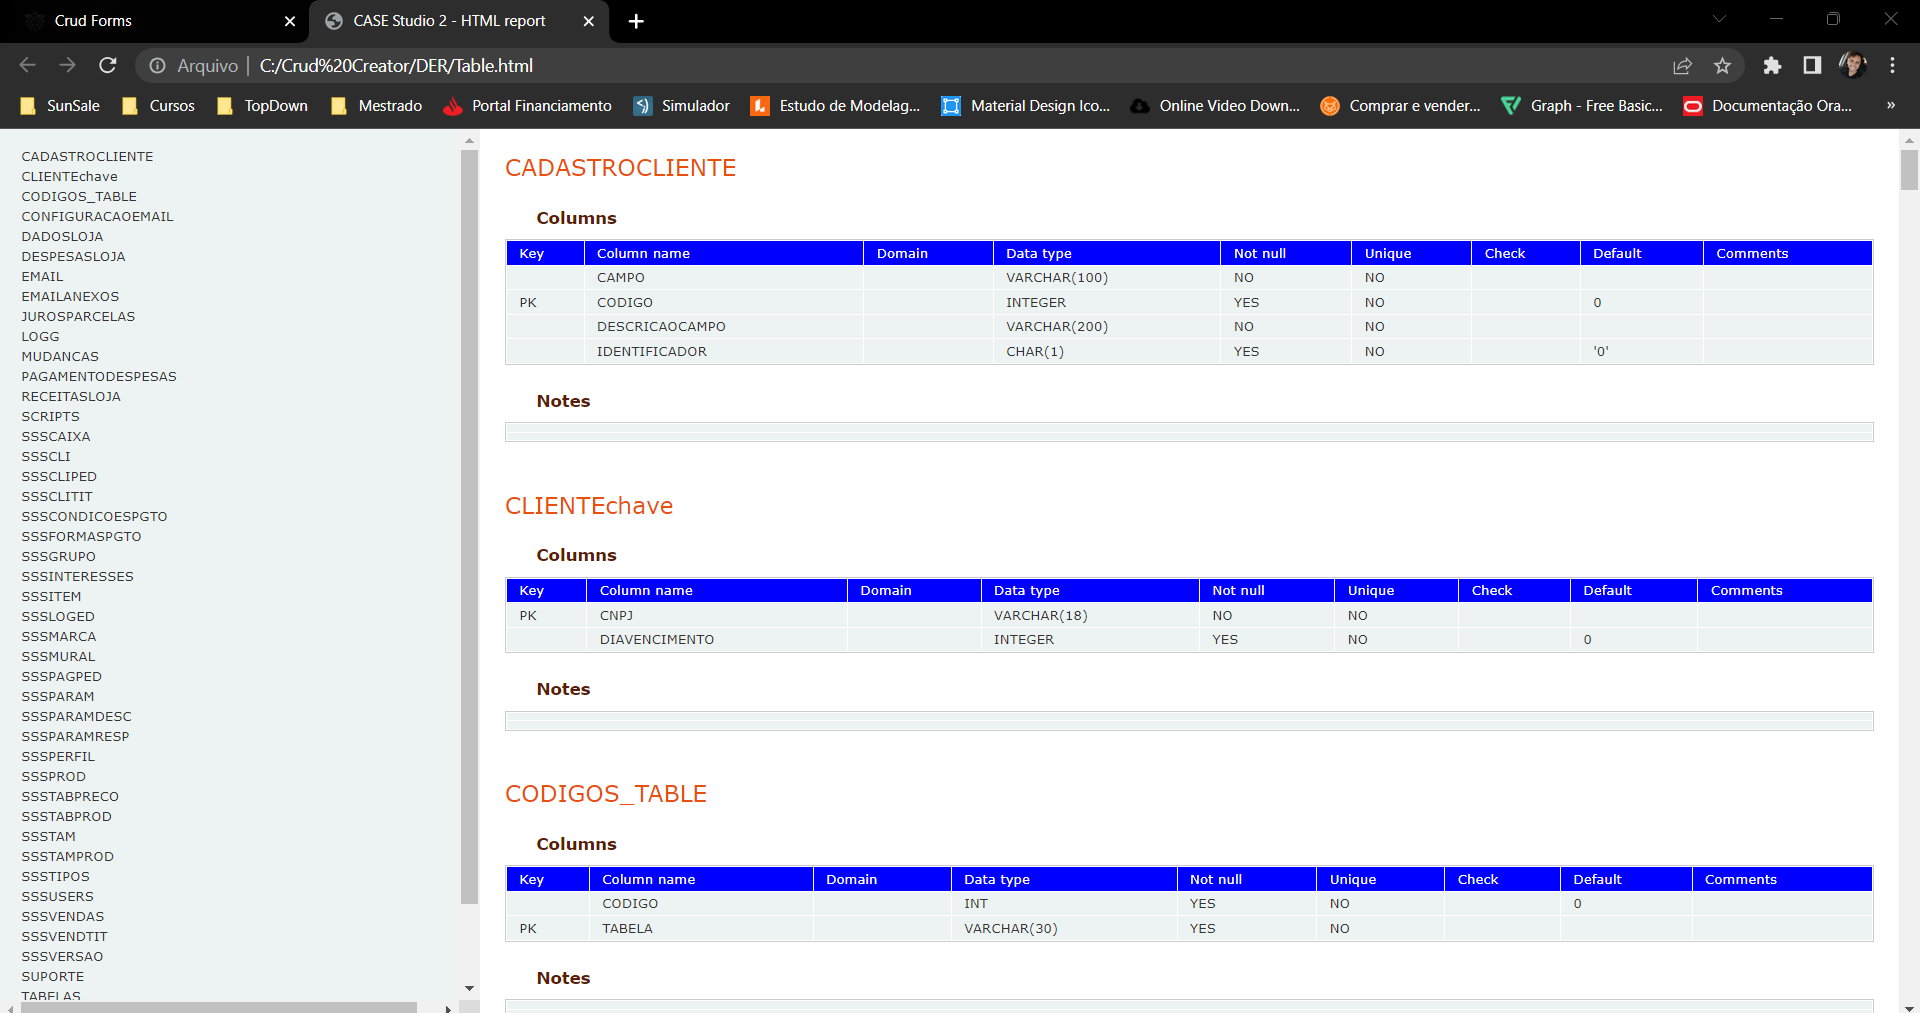 Crud Forms
CASE Studio 2 - HTML report
Arquivo
C:/Crud%20Creator/DER/Table.html
SunSale Cursos TopDown Mestrado Portal Financiamento Simulador Estudo de Modelag... Material Design Ico... Online Video Down... Comprar e vender... Graph - Free Basic... Documentação Ora... »
CADASTROCLIENTE
CLIENTEchave
CODIGOS_TABLE
CONFIGURACAOEMAIL
DADOSLOJA
DESPESASLOJA
EMAIL
EMAILANEXOS
JUROSPARCELAS
LOGG
MUDANCAS
PAGAMENTODESPESAS
RECEITASLOJA
SCRIPTS
SSSCAIXA
SSSCLI
SSSCLIPED
SSSCLITIT
SSSCONDICOESPGTO
SSSFORMASPGTO
SSSGRUPO
SSSINTERESSES
SSSITEM
SSSLOGED
SSSMARCA
SSSMURAL
SSSPAGPED
SSSPARAM
SSSPARAMDESC
SSSPARAMRESP
SSSPERFIL
SSSPROD
SSSTABPRECO
SSSTABPROD
SSSTAM
SSSTAMPROD
SSSTIPOS
SSSUSERS
SSSVENDAS
SSSVENDTIT
SSSVERSAO
SUPORTE
TABELAS
CADASTROCLIENTE
Columns
Key Column name Domain Data type Not null Unique Check Default Comments
CAMPO VARCHAR(100) NO NO
PK CODIGO INTEGER YES NO 0
DESCRICAOCAMPO VARCHAR(200) NO NO
IDENTIFICADOR CHAR(1) YES NO '0'
Notes
CLIENTEchave
Columns
Key Column name Domain Data type Not null Unique Check Default Comments
PK CNPJ VARCHAR(18) NO NO
DIAVENCIMENTO INTEGER YES NO 0
Notes
CODIGOS_TABLE
Columns
Key Column name Domain Data type Not null Unique Check Default Comments
CODIGO INT YES NO 0
PK TABELA VARCHAR(30) YES NO
Notes